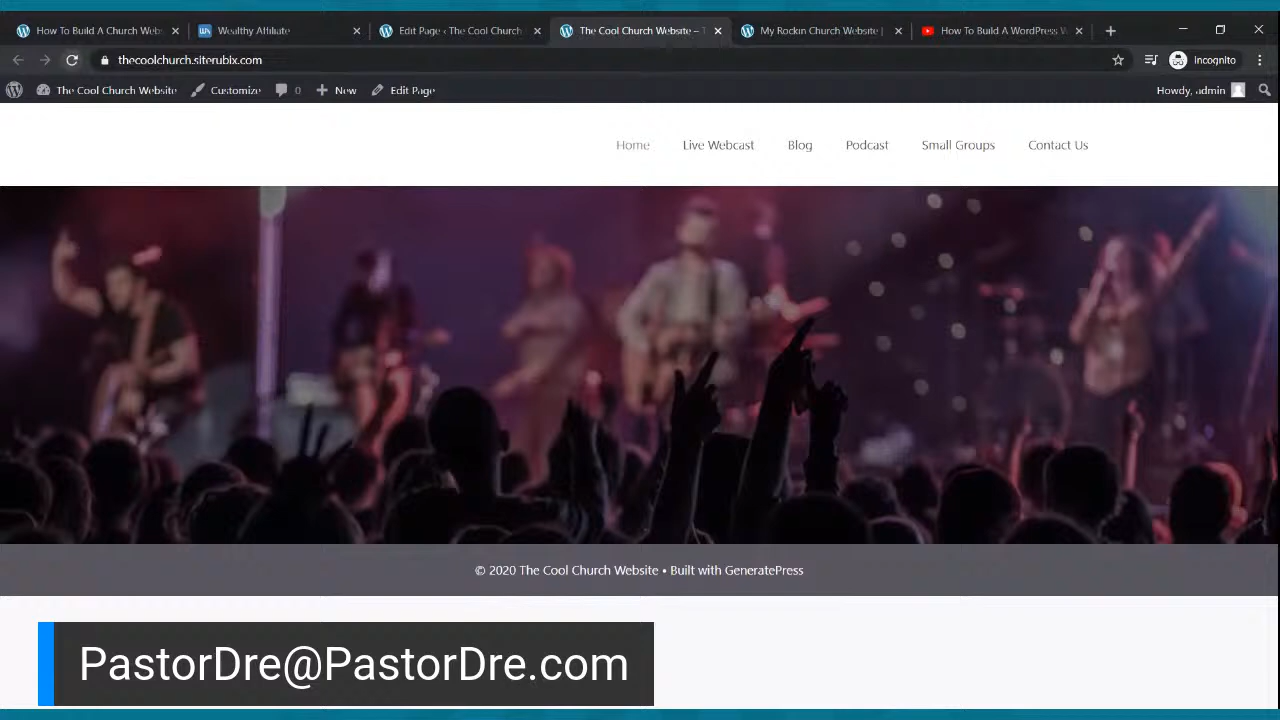 How To Build A Church Web
Wealthy Affiliate
Edit Page ‹ The Cool Church
The Cool Church Website – T
My Rockin Church Website |
How To Build A WordPress W
thecoolchurch.siterubix.com
Incognito
The Cool Church Website
Customize
0
New
Edit Page
Howdy, admin
Home
Live Webcast
Blog
Podcast
Small Groups
Contact Us
© 2020 The Cool Church Website • Built with GeneratePress
PastorDre@PastorDre.com